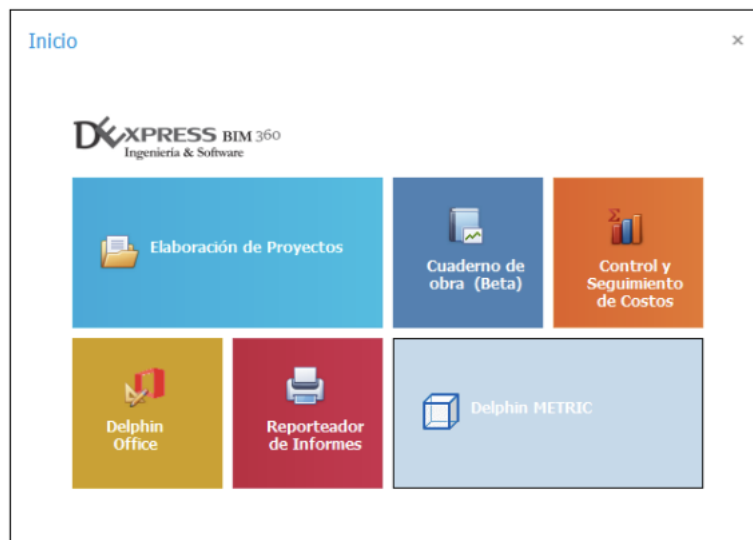 Inicio
DEXPRESS BIM 360
Ingeniería & Software
Elaboración de Proyectos
Cuaderno de
obra (Beta)
Control y
Seguimiento
de Costos
Delphin
Office
Reporteador
de Informes
Delphin METRIC